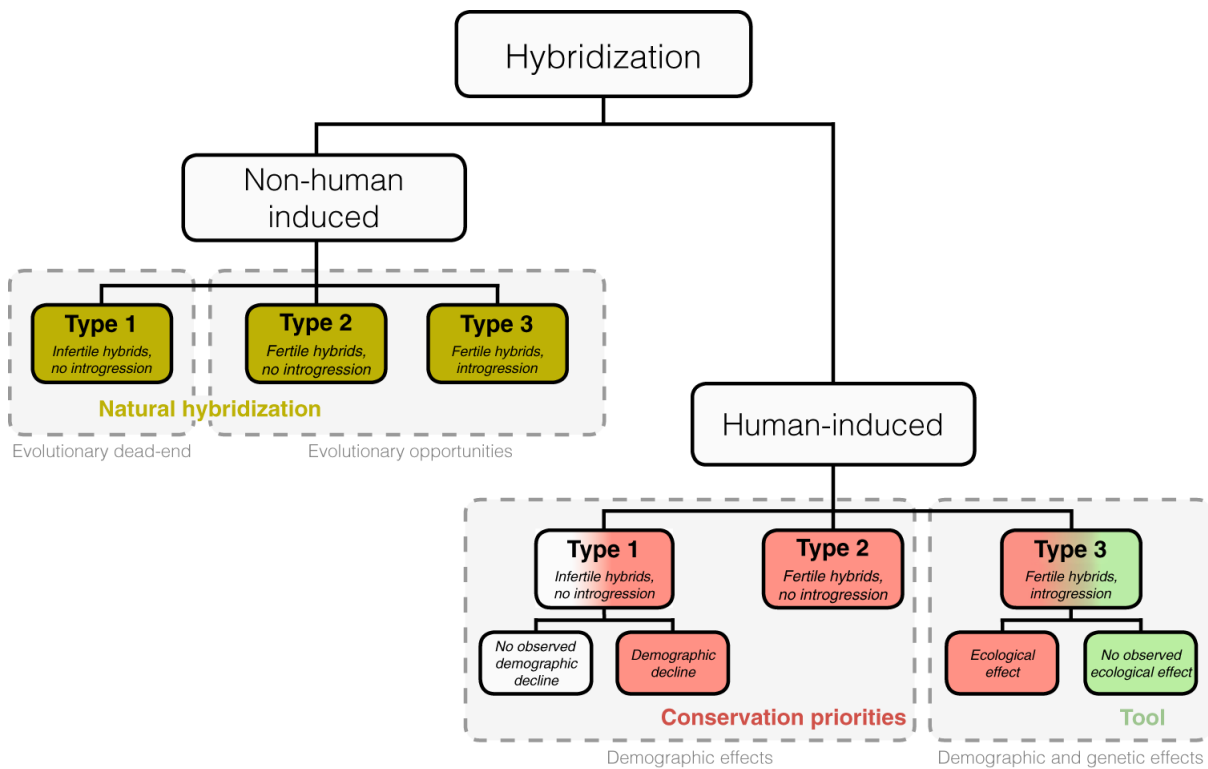 Hybridization
Non-human
induced
Type 1
Infertile hybrids,
no introgression
Type 2
Fertile hybrids,
no introgression
Type 3
Fertile hybrids,
introgression
Natural hybridization
Evolutionary dead-end
Evolutionary opportunities
Human-induced
Type 1
Infertile hybrids,
no introgression
Type 2
Fertile hybrids,
no introgression
Type 3
Fertile hybrids,
introgression
No observed
demographic
decline
Demographic
decline
Ecological
effect
No observed
ecological effect
Conservation priorities
Tool
Demographic effects
Demographic and genetic effects